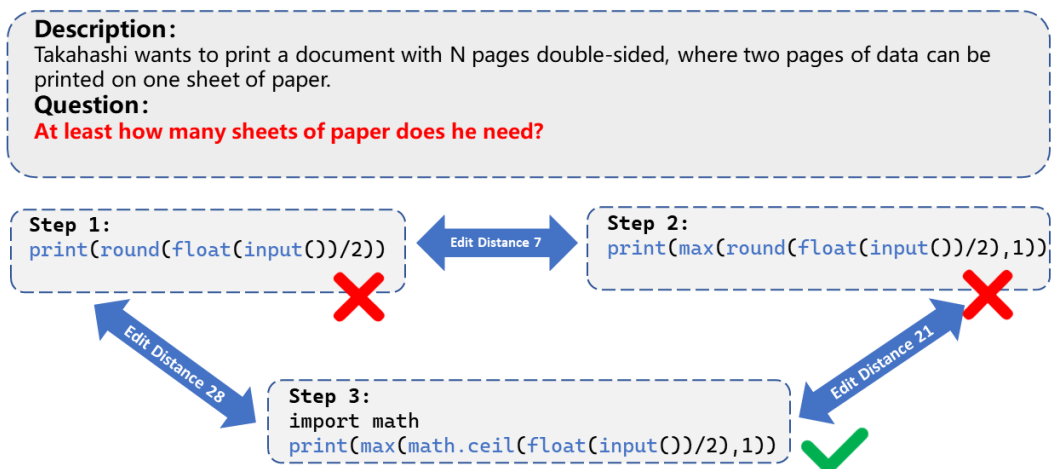 Description:
Takahashi wants to print a document with N pages double-sided, where two pages of data can be
printed on one sheet of paper.
Question:
At least how many sheets of paper does he need?
Step 1:
print(round(float(input())/2))
Edit Distance 7
Step 2:
print(max(round(float(input())/2),1))
Edit Distance 28
Edit Distance 21
Step 3:
import math
print(max(math.ceil(float(input())/2),1))